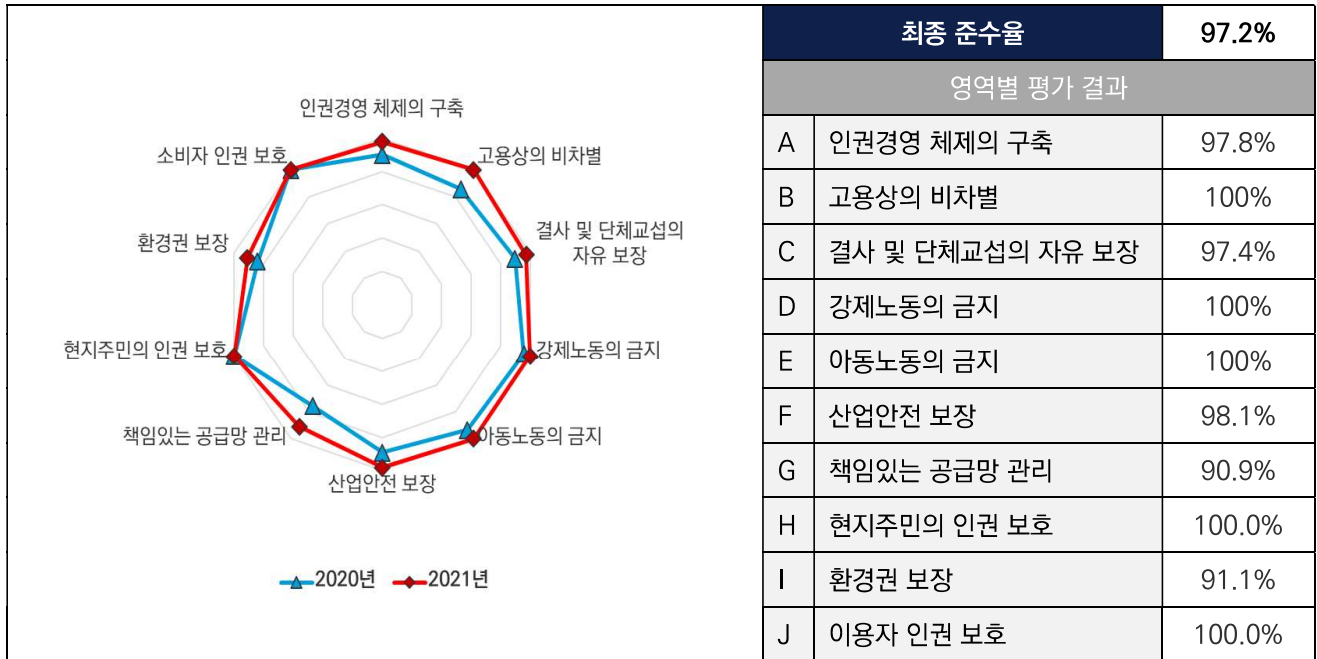 인권경영 체제의 구축
소비자 인권 보호
고용상의 비차별
결사 및 단체교섭의
자유 보장
환경권 보장
현지주민의 인권 보호
강제노동의 금지
책임있는 공급망 관리
아동노동의 금지
산업안전 보장
2020년 2021년
최종 준수율 97.2%
영역별 평가 결과
A 인권경영 체제의 구축 97.8%
B 고용상의 비차별 100%
C 결사 및 단체교섭의 자유 보장 97.4%
D 강제노동의 금지 100%
E 아동노동의 금지 100%
F 산업안전 보장 98.1%
G 책임있는 공급망 관리 90.9%
H 현지주민의 인권 보호 100.0%
I 환경권 보장 91.1%
J 이용자 인권 보호 100.0%